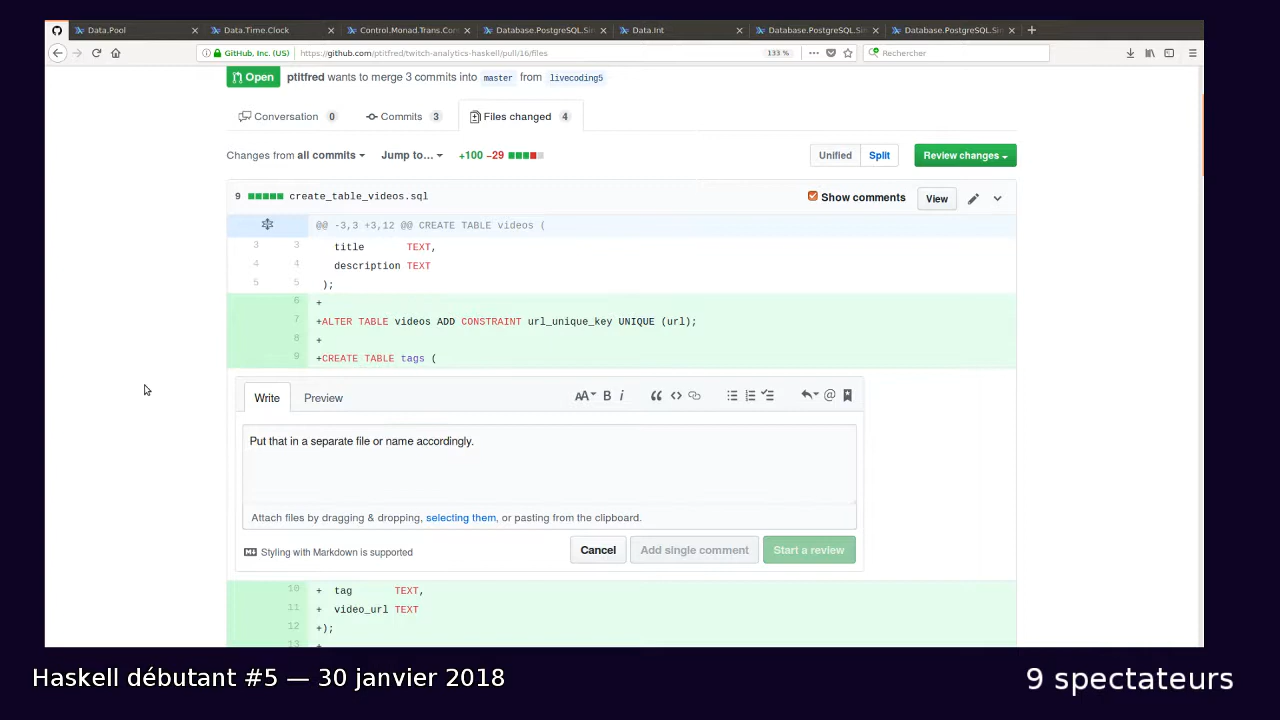 Data.Pool
Data.Time.Clock
Control.Monad.Trans.Con
Database.PostgreSQL.Sin
Data.Int
Database.PostgreSQL.Sin
Database.PostgreSQL.Sin
GitHub, Inc. (US)
https://github.com/ptitfred/twitch-analytics-haskell/pull/16/files
133 %
Rechercher
Open ptitfred wants to merge 3 commits into master from livecoding5
Conversation 0 Commits 3 Files changed 4
Changes from all commits Jump to... +100 −29 Unified Split Review changes
9 create_table_videos.sql Show comments View
@@ -3,3 +3,12 @@ CREATE TABLE videos (
3 3 title TEXT,
4 4 description TEXT
5 5 );
6 +
7 +ALTER TABLE videos ADD CONSTRAINT url_unique_key UNIQUE (url);
8 +
9 +CREATE TABLE tags (
Write Preview
Put that in a separate file or name accordingly.
Attach files by dragging & dropping, selecting them, or pasting from the clipboard.
Styling with Markdown is supported Cancel Add single comment Start a review
10 + tag TEXT,
11 + video_url TEXT
12 +);
13
Haskell débutant #5 — 30 janvier 2018
9 spectateurs